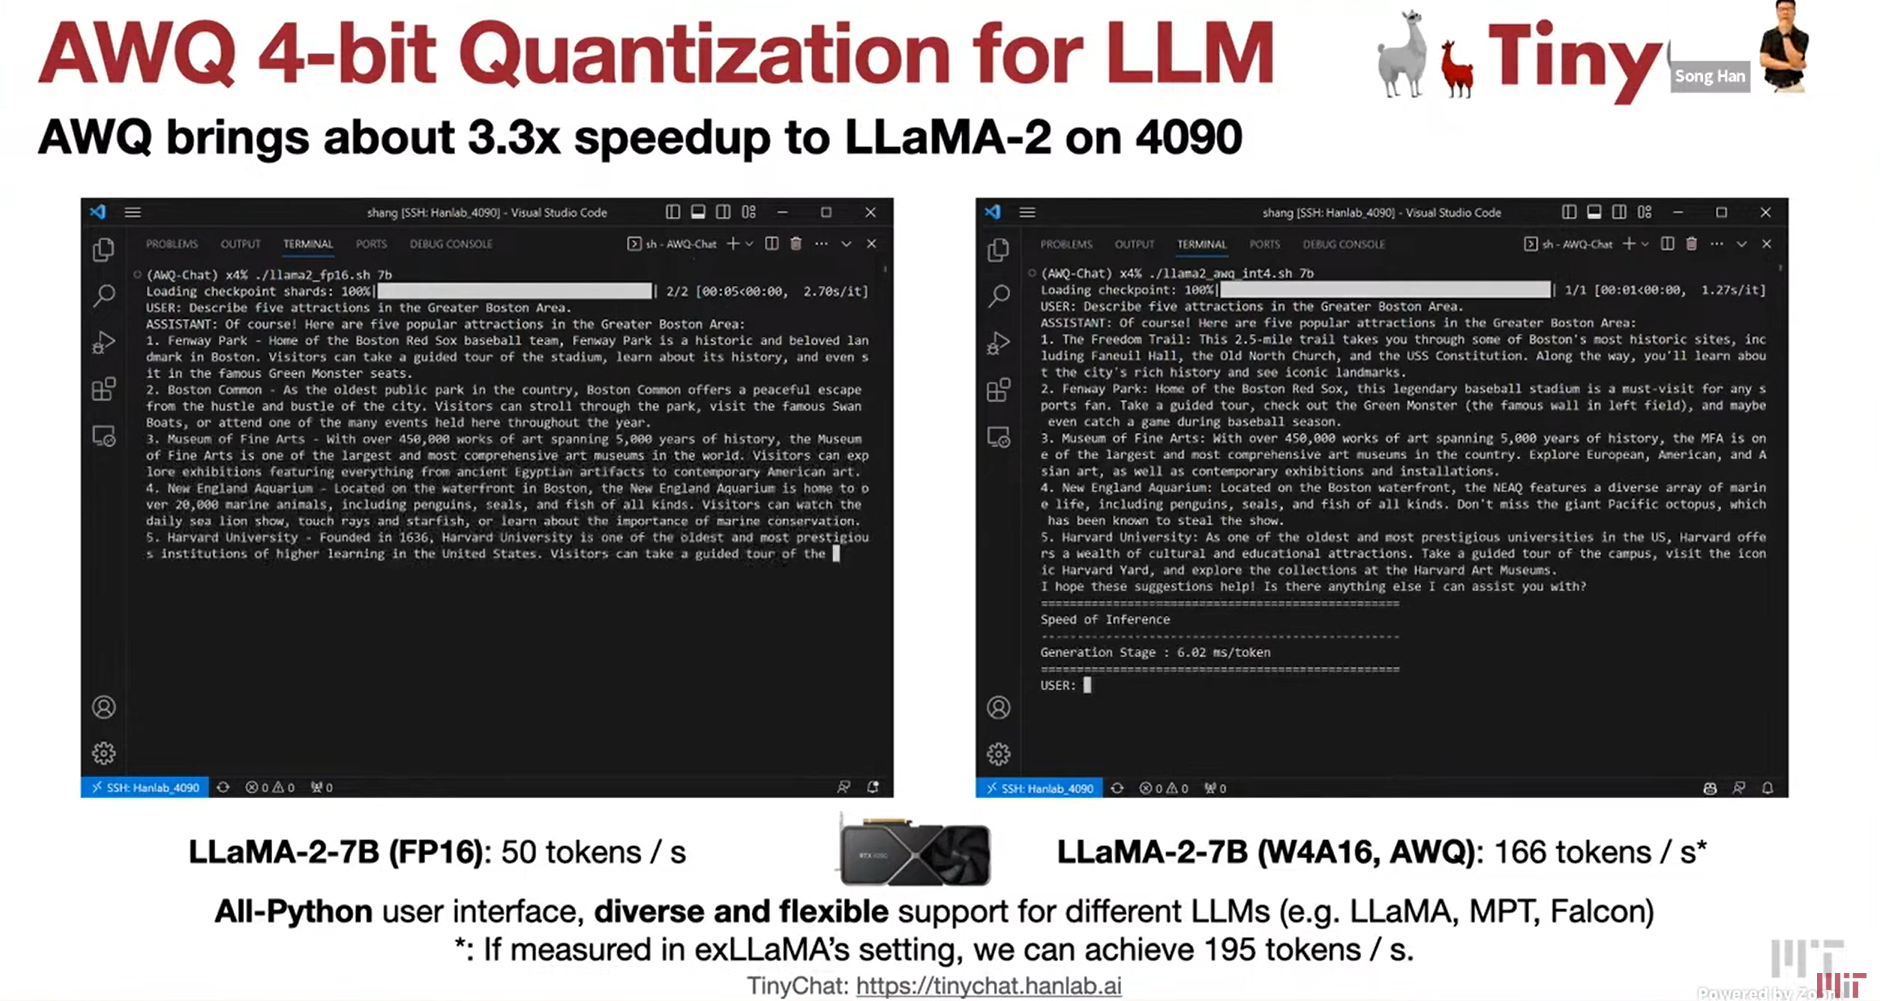 AWQ 4-bit Quantization for LLM
Tiny
Song Han
AWQ brings about 3.3x speedup to LLaMA-2 on 4090
shang [SSH: Hanlab_4090] - Visual Studio Code
PROBLEMS OUTPUT TERMINAL PORTS DEBUG CONSOLE sh - AWQ-Chat
(AWQ-Chat) x4% ./llama2_fp16.sh 7b
Loading checkpoint shards: 100%| | 2/2 [00:05<00:00, 2.70s/it]
USER: Describe five attractions in the Greater Boston Area.
ASSISTANT: Of course! Here are five popular attractions in the Greater Boston Area:
1. Fenway Park - Home of the Boston Red Sox baseball team, Fenway Park is a historic and beloved lan
dmark in Boston. Visitors can take a guided tour of the stadium, learn about its history, and even s
it in the famous Green Monster seats.
2. Boston Common - As the oldest public park in the country, Boston Common offers a peaceful escape
from the hustle and bustle of the city. Visitors can stroll through the park, visit the famous Swan
Boats, or attend one of the many events held here throughout the year.
3. Museum of Fine Arts - With over 450,000 works of art spanning 5,000 years of history, the Museum
of Fine Arts is one of the largest and most comprehensive art museums in the world. Visitors can exp
lore exhibitions featuring everything from ancient Egyptian artifacts to contemporary American art.
4. New England Aquarium - Located on the waterfront in Boston, the New England Aquarium is home to o
ver 20,000 marine animals, including penguins, seals, and fish of all kinds. Visitors can watch the
daily sea lion show, touch rays and starfish, or learn about the importance of marine conservation.
5. Harvard University - Founded in 1636, Harvard University is one of the oldest and most prestigiou
s institutions of higher learning in the United States. Visitors can take a guided tour of the
SSH: Hanlab_4090 0 0 0
shang [SSH: Hanlab_4090] - Visual Studio Code
PROBLEMS OUTPUT TERMINAL PORTS DEBUG CONSOLE sh - AWQ-Chat
(AWQ-Chat) x4% ./llama2_awq_int4.sh 7b
Loading checkpoint: 100%| | 1/1 [00:01<00:00, 1.27s/it]
USER: Describe five attractions in the Greater Boston Area.
ASSISTANT: Of course! Here are five popular attractions in the Greater Boston Area:
1. The Freedom Trail: This 2.5-mile trail takes you through some of Boston's most historic sites, inc
luding Faneuil Hall, the Old North Church, and the USS Constitution. Along the way, you'll learn abou
t the city's rich history and see iconic landmarks.
2. Fenway Park: Home of the Boston Red Sox, this legendary baseball stadium is a must-visit for any s
ports fan. Take a guided tour, check out the Green Monster (the famous wall in left field), and maybe
even catch a game during baseball season.
3. Museum of Fine Arts: With over 450,000 works of art spanning 5,000 years of history, the MFA is on
e of the largest and most comprehensive art museums in the country. Explore European, American, and A
sian art, as well as contemporary exhibitions and installations.
4. New England Aquarium: Located on the Boston waterfront, the NEAQ features a diverse array of marin
e life, including penguins, seals, and fish of all kinds. Don't miss the giant Pacific octopus, which
has been known to steal the show.
5. Harvard University: As one of the oldest and most prestigious universities in the US, Harvard offe
rs a wealth of cultural and educational attractions. Take a guided tour of the campus, visit the icon
ic Harvard Yard, and explore the collections at the Harvard Art Museums.
I hope these suggestions help! Is there anything else I can assist you with?
Speed of Inference
Generation Stage : 6.02 ms/token
USER:
SSH: Hanlab_4090 0 0 0
LLaMA-2-7B (FP16): 50 tokens / s
LLaMA-2-7B (W4A16, AWQ): 166 tokens / s*
All-Python user interface, diverse and flexible support for different LLMs (e.g. LLaMA, MPT, Falcon)
*: If measured in exLLaMA's setting, we can achieve 195 tokens / s.
TinyChat: https://tinychat.hanlab.ai
MIT
MIT
Powered by